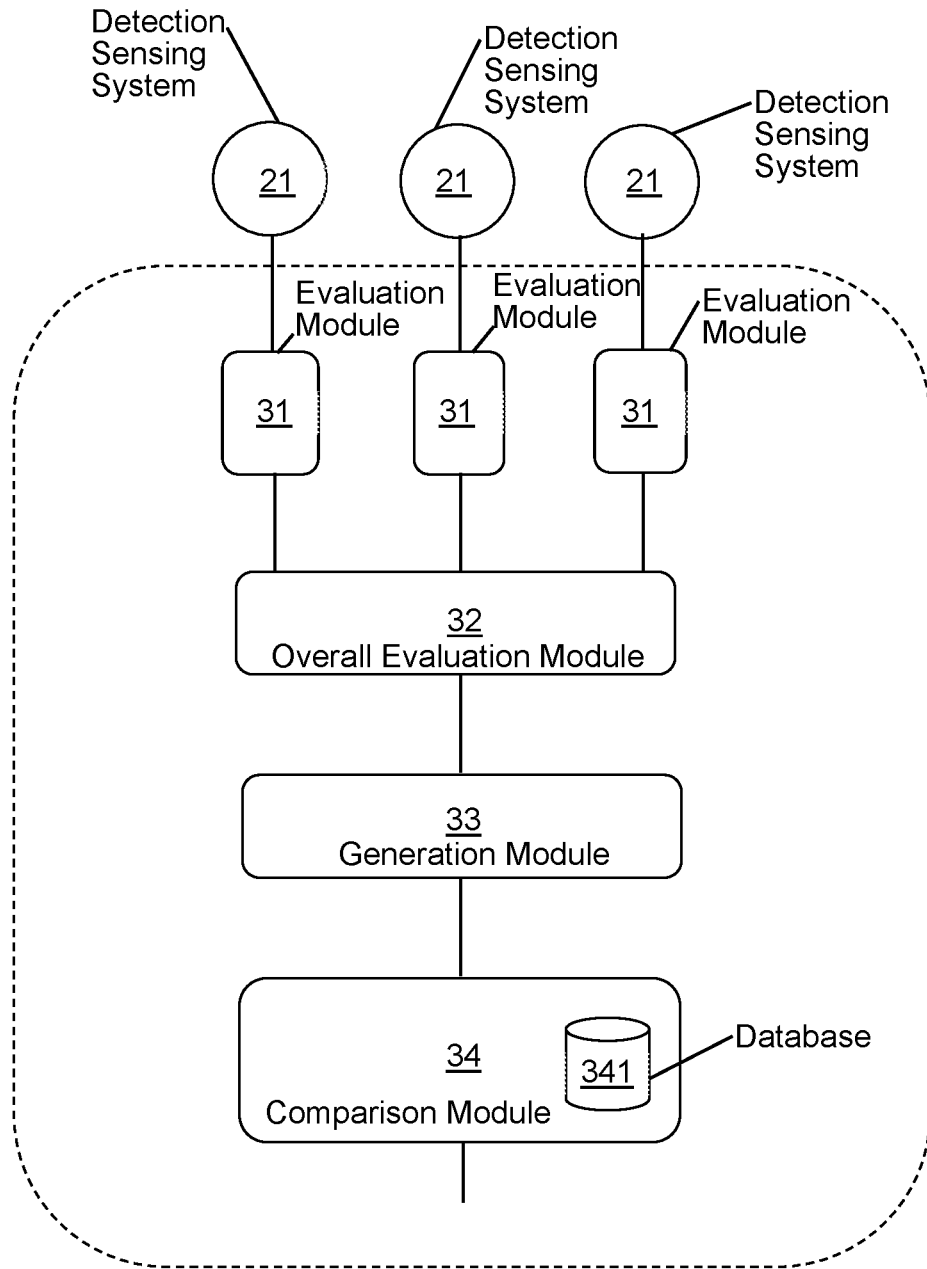 Detection
Sensing
System
Detection
Sensing
System
Detection
Sensing
System
21
21
21
Evaluation
Module
Evaluation
Module
Evaluation
Module
31
31
31
32
Overall Evaluation Module
33
Generation Module
34
Comparison Module
341
Database